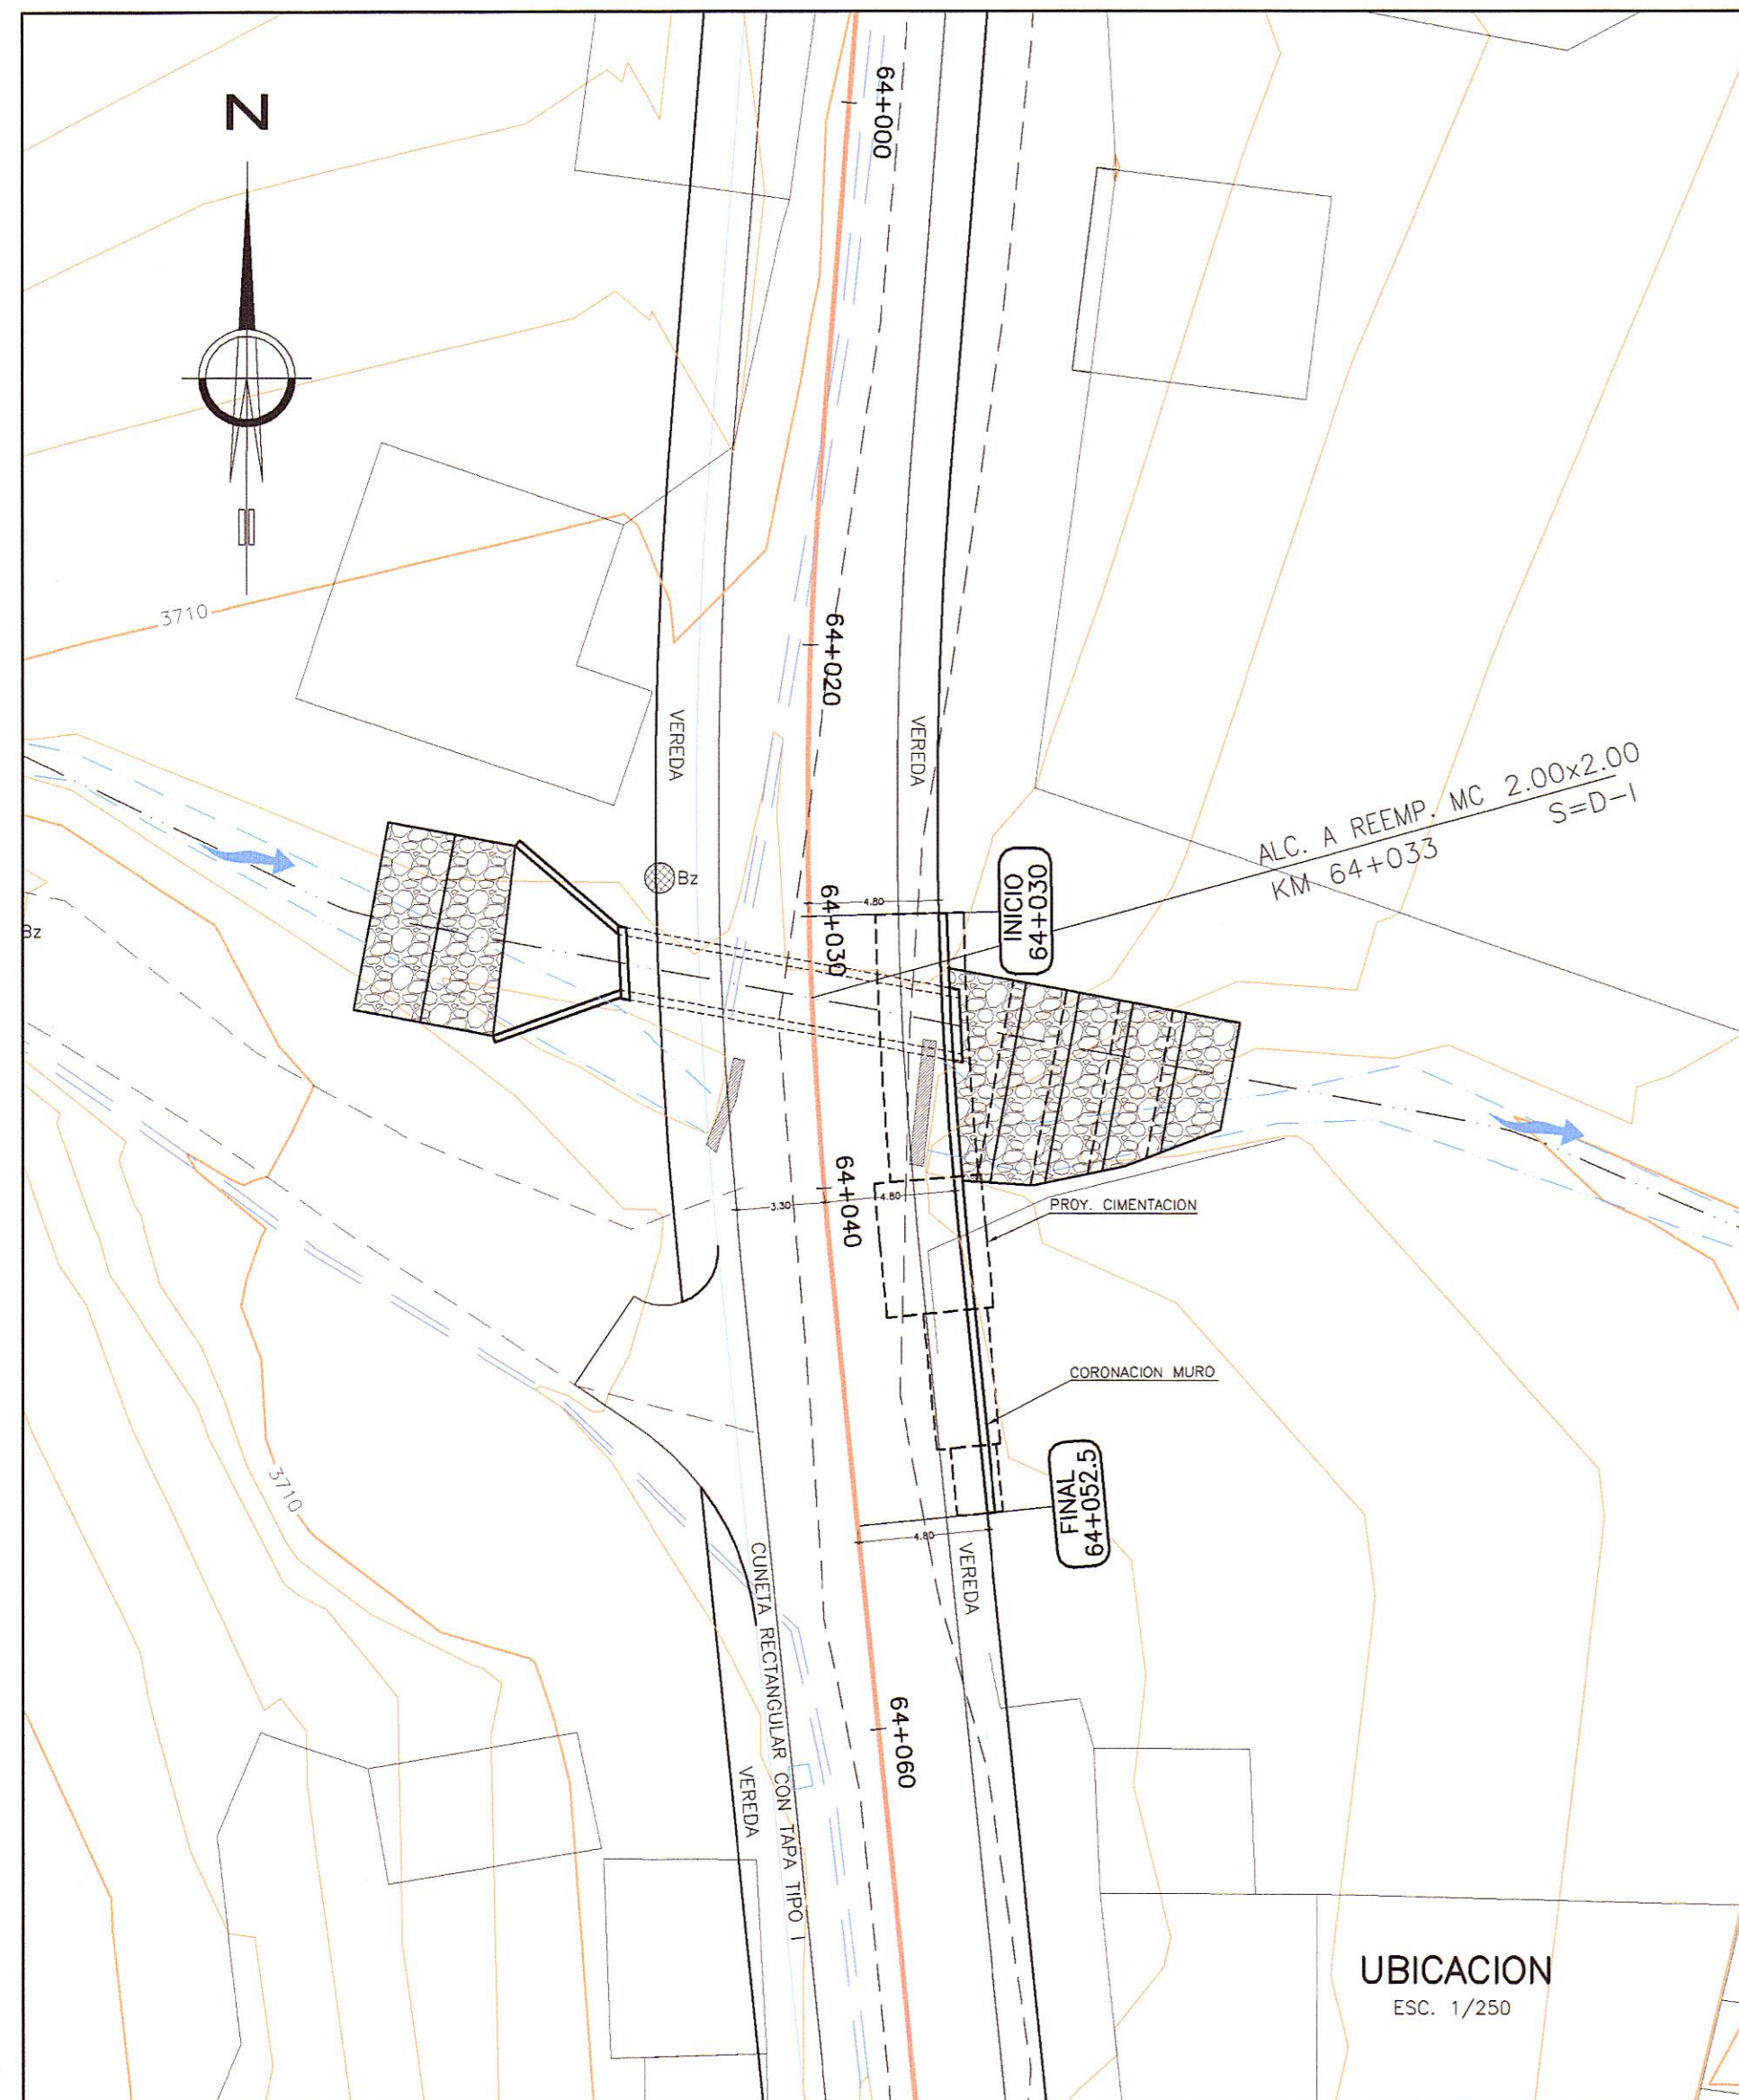 N
64+000
3710
64+020
VEREDA
VEREDA
ALC. A REEMP. MC 2.00x2.00
S=D-I
KM 64+033
Bz
Bz
4.80
64+030
INICIO
64+030
3.30
64+040
4.80
PROY. CIMENTACION
CORONACION MURO
3710
FINAL
64+052.5
4.80
VEREDA
CUNETA RECTANGULAR CON TAPA TIPO I
64+060
VEREDA
UBICACION
ESC. 1/250